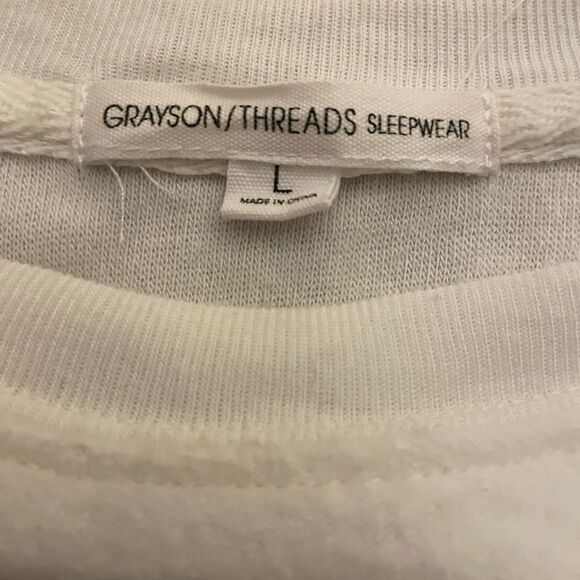 GRAYSON/THREADS SLEEPWEAR
L
MADE IN CHINA